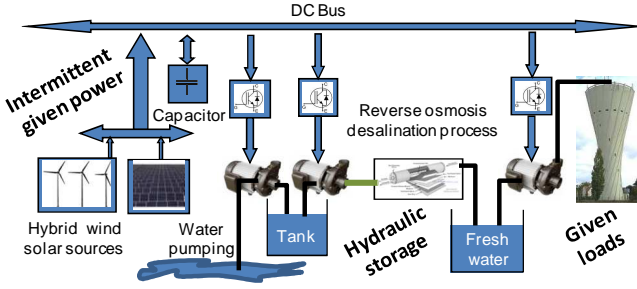 DC Bus
Intermittent
given power
Capacitor
Reverse osmosis
desalination process
Hybrid wind
solar sources
Water
pumping
Tank
Hydraulic
storage
Fresh
water
Given
loads